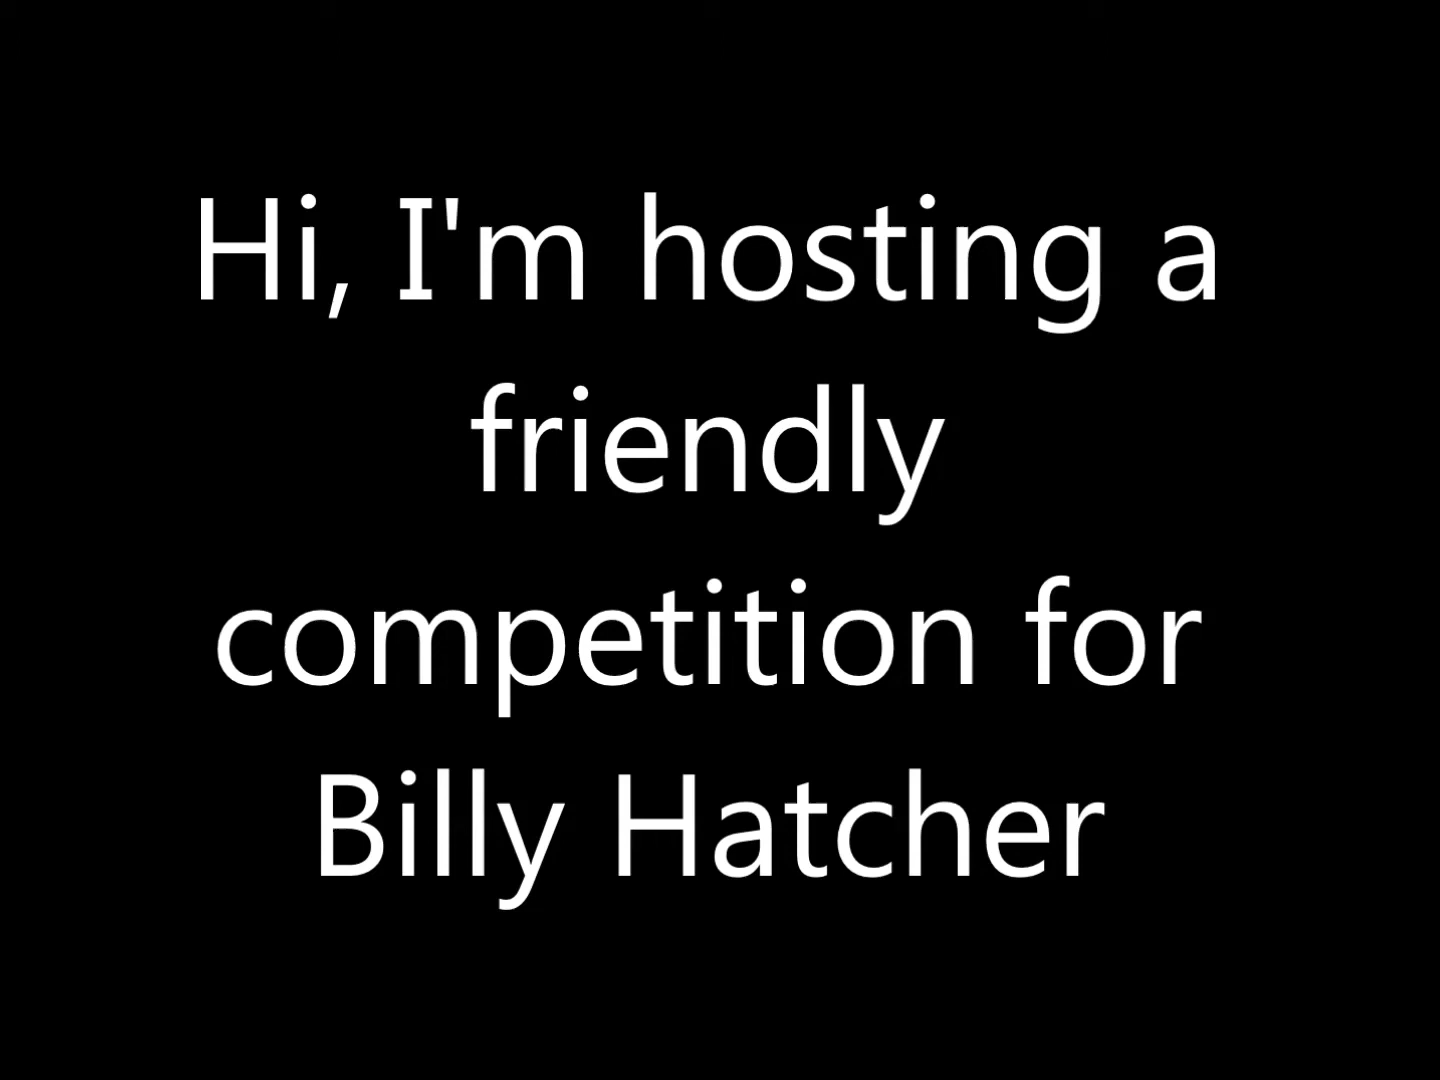 Hi, I'm hosting a
friendly
competition for
Billy Hatcher